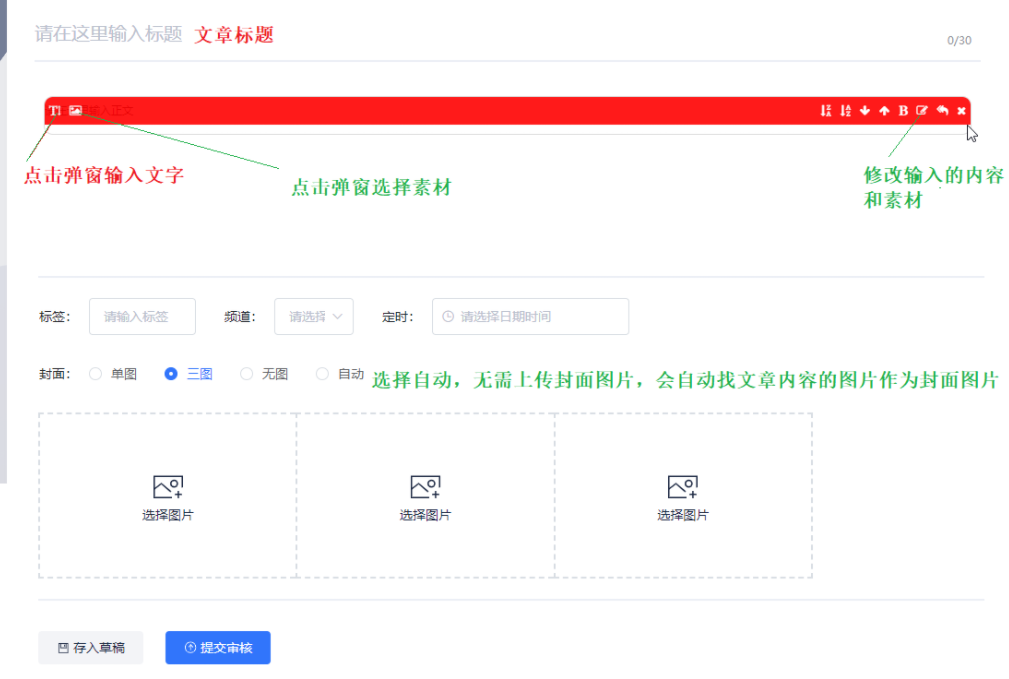 请在这里输入标题 文章标题
0/30
T 请在这里输入正文 B
点击弹窗输入文字
点击弹窗选择素材
修改输入的内容
和素材
标签： 请输入标签 频道： 请选择 定时： 请选择日期时间
封面： 单图 三图 无图 自动 选择自动，无需上传封面图片，会自动找文章内容的图片作为封面图片
选择图片 选择图片 选择图片
存入草稿 提交审核